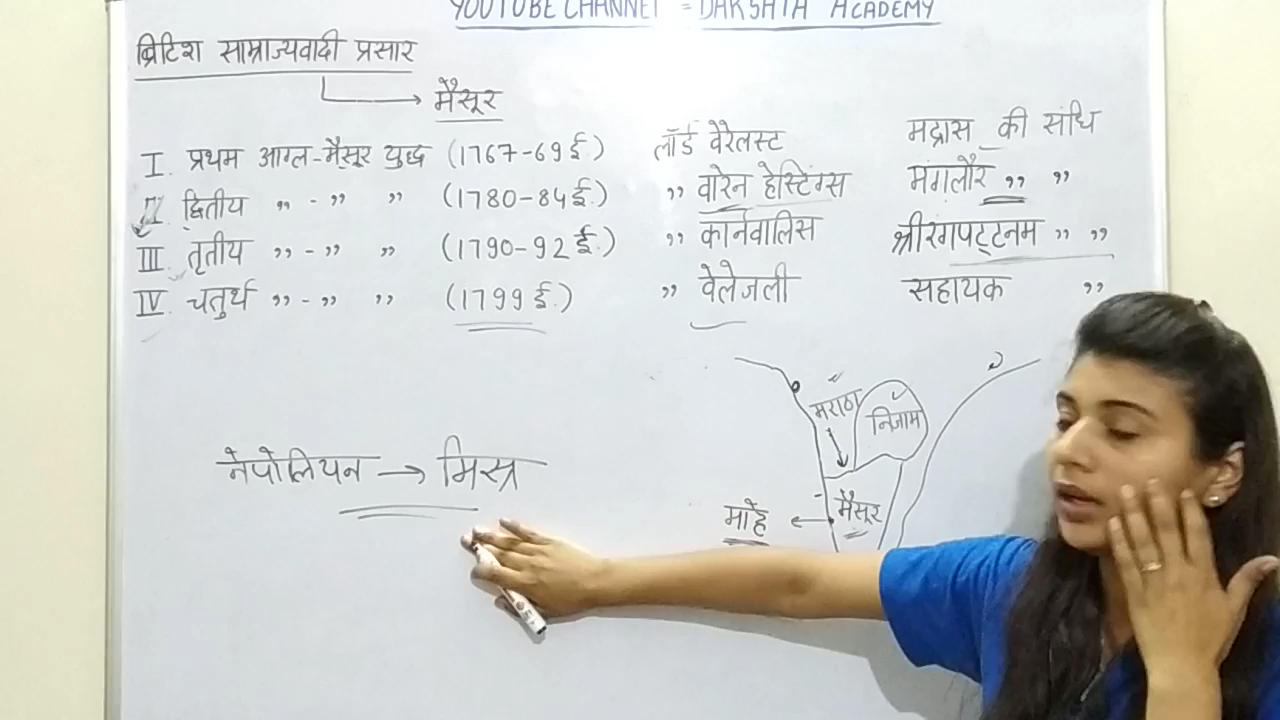 YOUTUBE CHANNEL = DAKSHTA ACADEMY
ब्रिटिश साम्राज्यवादी प्रसार
मैसूर
I. प्रथम आग्ल-मैसूर युद्ध (1767-69 ई.) लॉर्ड वेरेलस्ट मद्रास की संधि
II. द्वितीय " - " " (1780-84 ई.) " वारेन हेस्टिंग्स मंगलौर " "
III. तृतीय " - " " (1790-92 ई.) " कार्नवालिस श्रीरंगपट्टनम " "
IV. चतुर्थ " - " " (1799 ई.) " वेलेजली सहायक "
मराठा
निजाम
नेपोलियन → मिस्त्र
माहे ← मैसूर